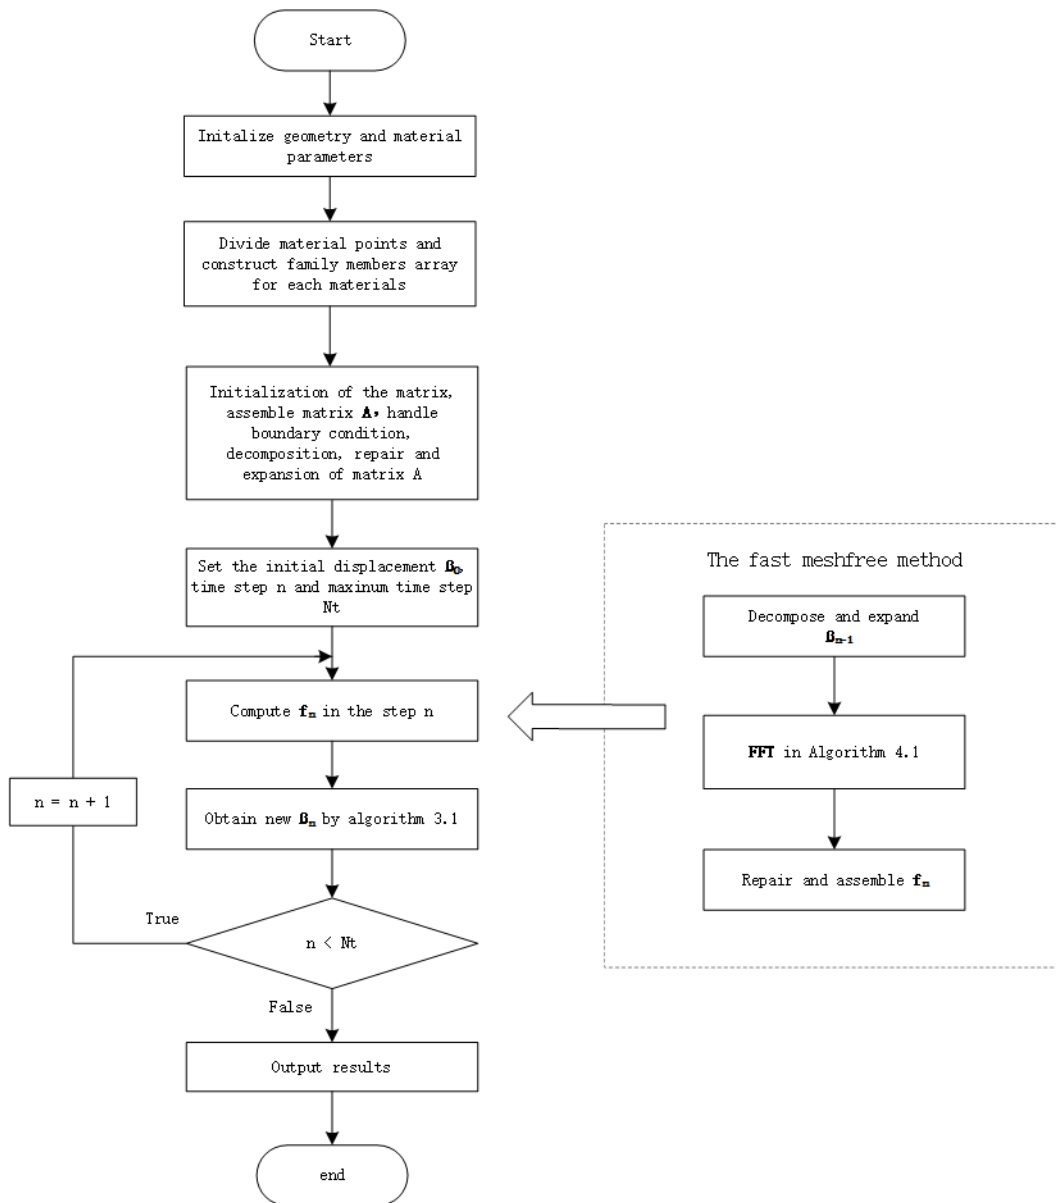 Start
Initalize geometry and material
parameters
Divide material points and
construct family members array
for each materials
Initialization of the matrix,
assemble matrix A, handle
boundary condition,
decomposition, repair and
expansion of matrix A
Set the initial displacement β₀,
time step n and maxinum time step
Nt
Compute fₙ in the step n
Obtain new βₙ by algorithm 3.1
n = n + 1
True
n < Nt
False
Output results
end
The fast meshfree method
Decompose and expand
βₙ₋₁
FFT in Algorithm 4.1
Repair and assemble fₙ